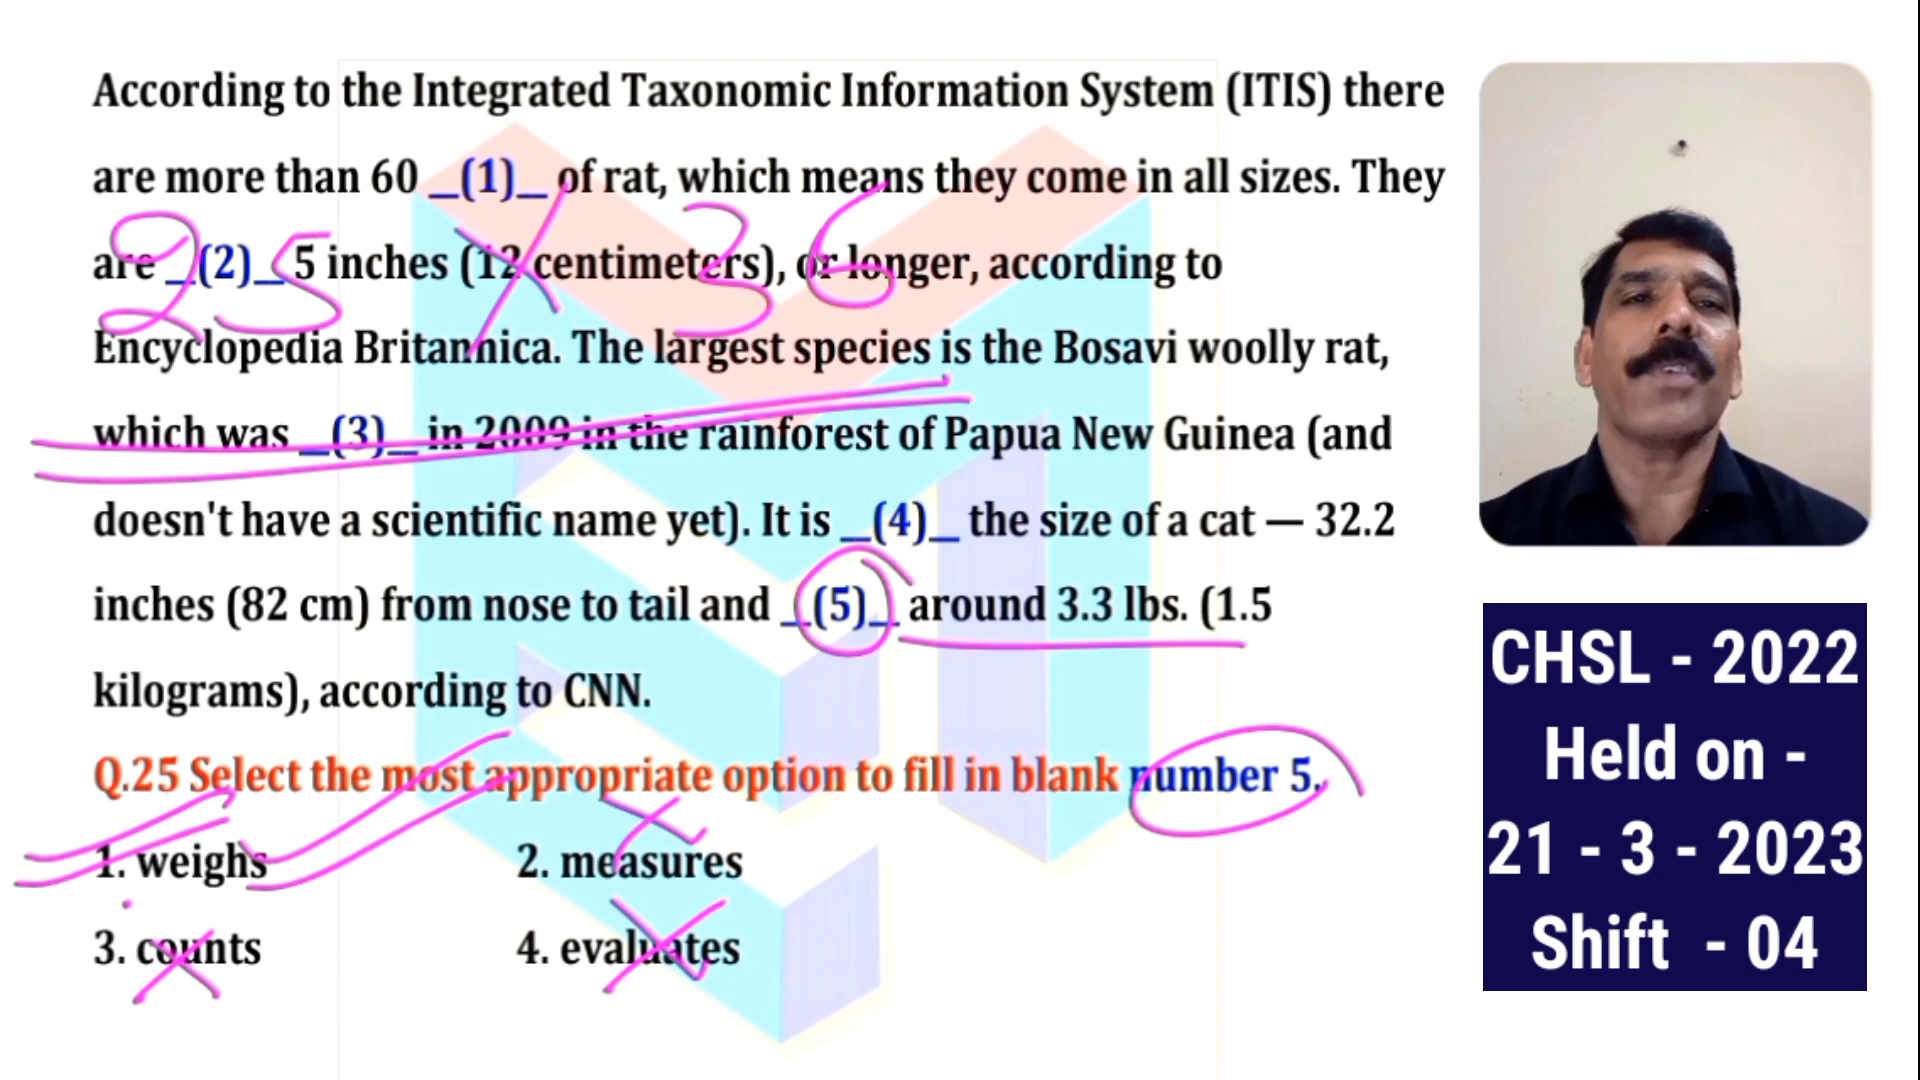 According to the Integrated Taxonomic Information System (ITIS) there
are more than 60 _(1)_ of rat, which means they come in all sizes. They
are _(2)_ 5 inches (12 centimeters), or longer, according to
25 X 36
Encyclopedia Britannica. The largest species is the Bosavi woolly rat,
which was _(3)_ in 2009 in the rainforest of Papua New Guinea (and
doesn't have a scientific name yet). It is _(4)_ the size of a cat — 32.2
inches (82 cm) from nose to tail and _(5)_ around 3.3 lbs. (1.5
kilograms), according to CNN.
Q.25 Select the most appropriate option to fill in blank number 5.
1. weighs 2. measures
3. counts 4. evaluates
CHSL - 2022
Held on -
21 - 3 - 2023
Shift - 04